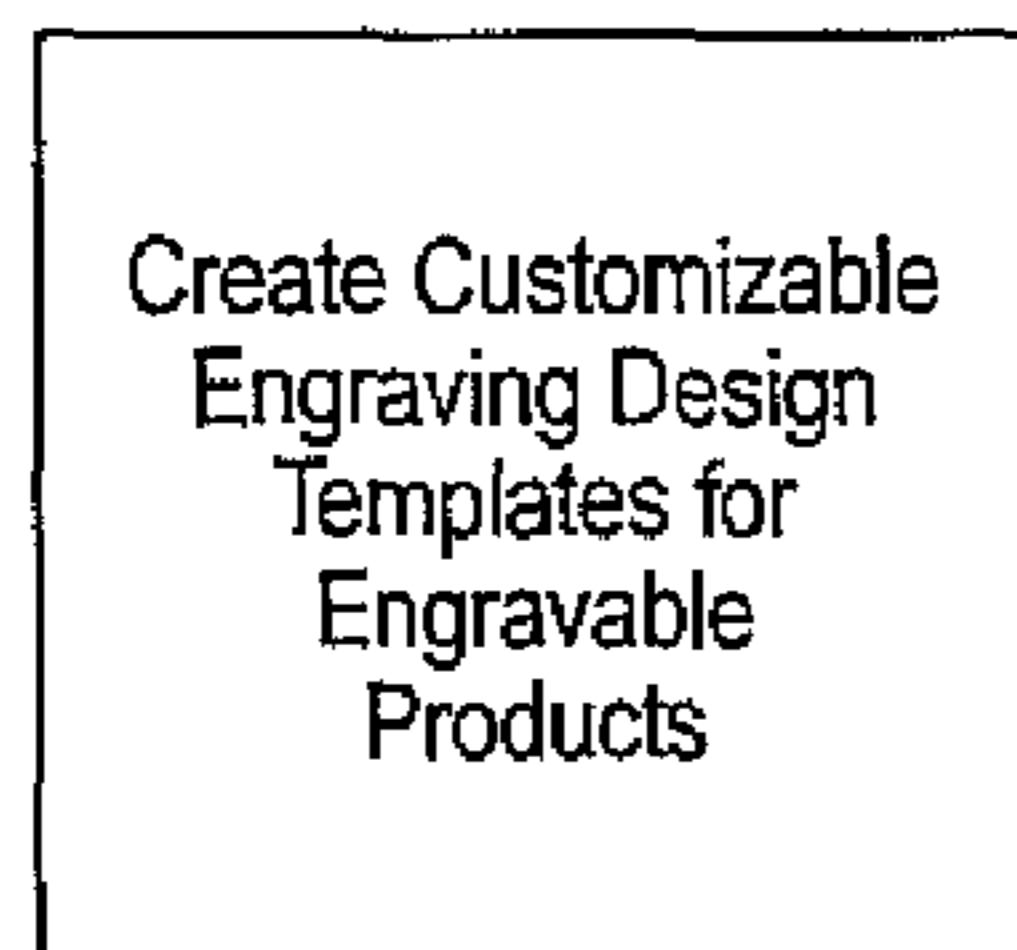 Create Customizable
Engraving Design
Templates for
Engravable
Products